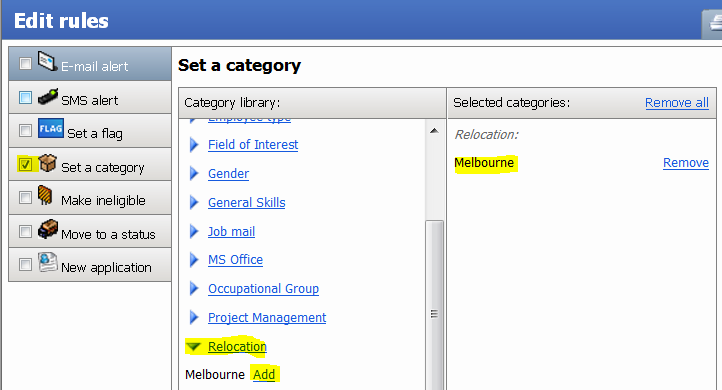 Edit rules
E-mail alert
SMS alert
FLAG Set a flag
Set a category
Make ineligible
Move to a status
New application
Set a category
Category library:
Employee type
Field of Interest
Gender
General Skills
Job mail
MS Office
Occupational Group
Project Management
Relocation
Melbourne Add
Selected categories: Remove all
Relocation:
Melbourne Remove